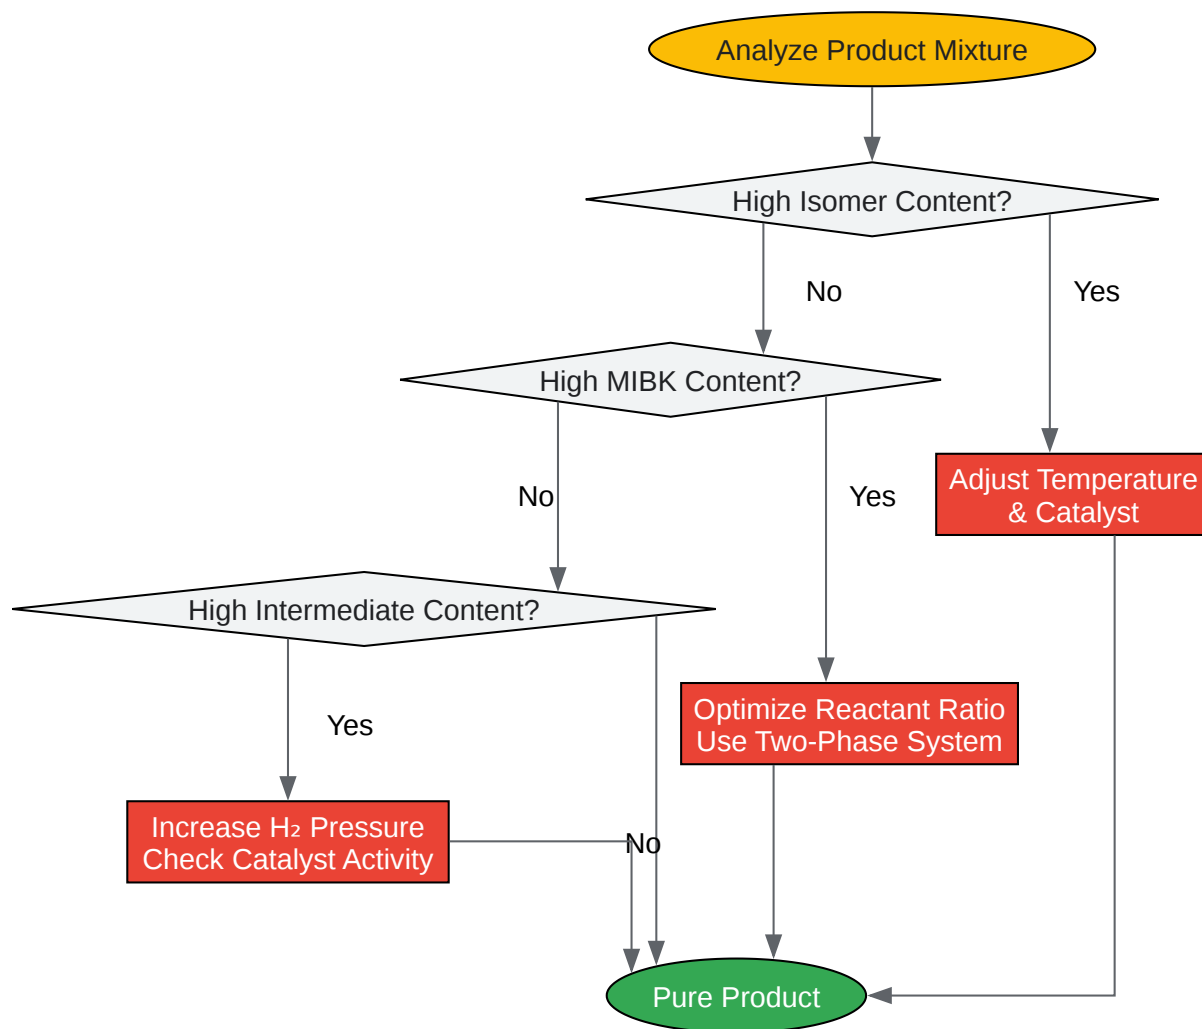 Analyze Product Mixture
High Isomer Content?
No
Yes
High MIBK Content?
Adjust Temperature
& Catalyst
No
Yes
High Intermediate Content?
Optimize Reactant Ratio
Use Two-Phase System
Yes
Increase H₂ Pressure
Check Catalyst Activity
No
Pure Product